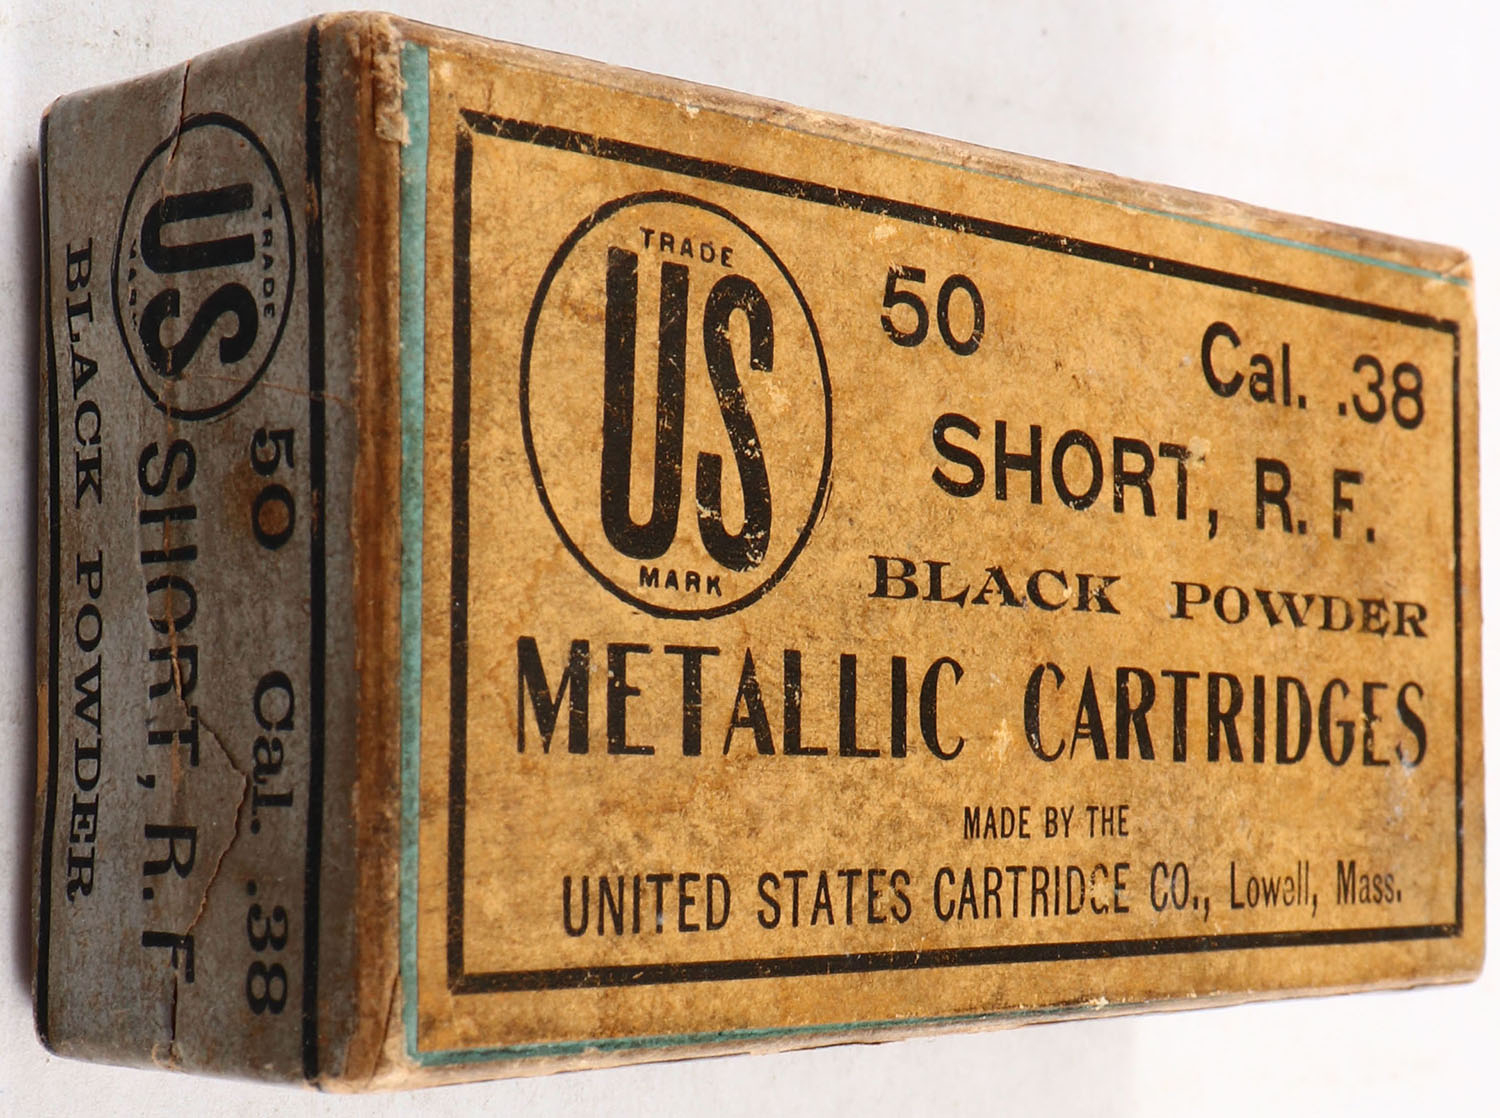 TRADE
US
MARK
50
Cal. .38
SHORT, R. F.
BLACK POWDER
METALLIC CARTRIDGES
MADE BY THE
UNITED STATES CARTRIDGE CO., Lowell, Mass.
TRADE
US
MARK
50 Cal. .38
SHORT, R. F
BLACK POWDER